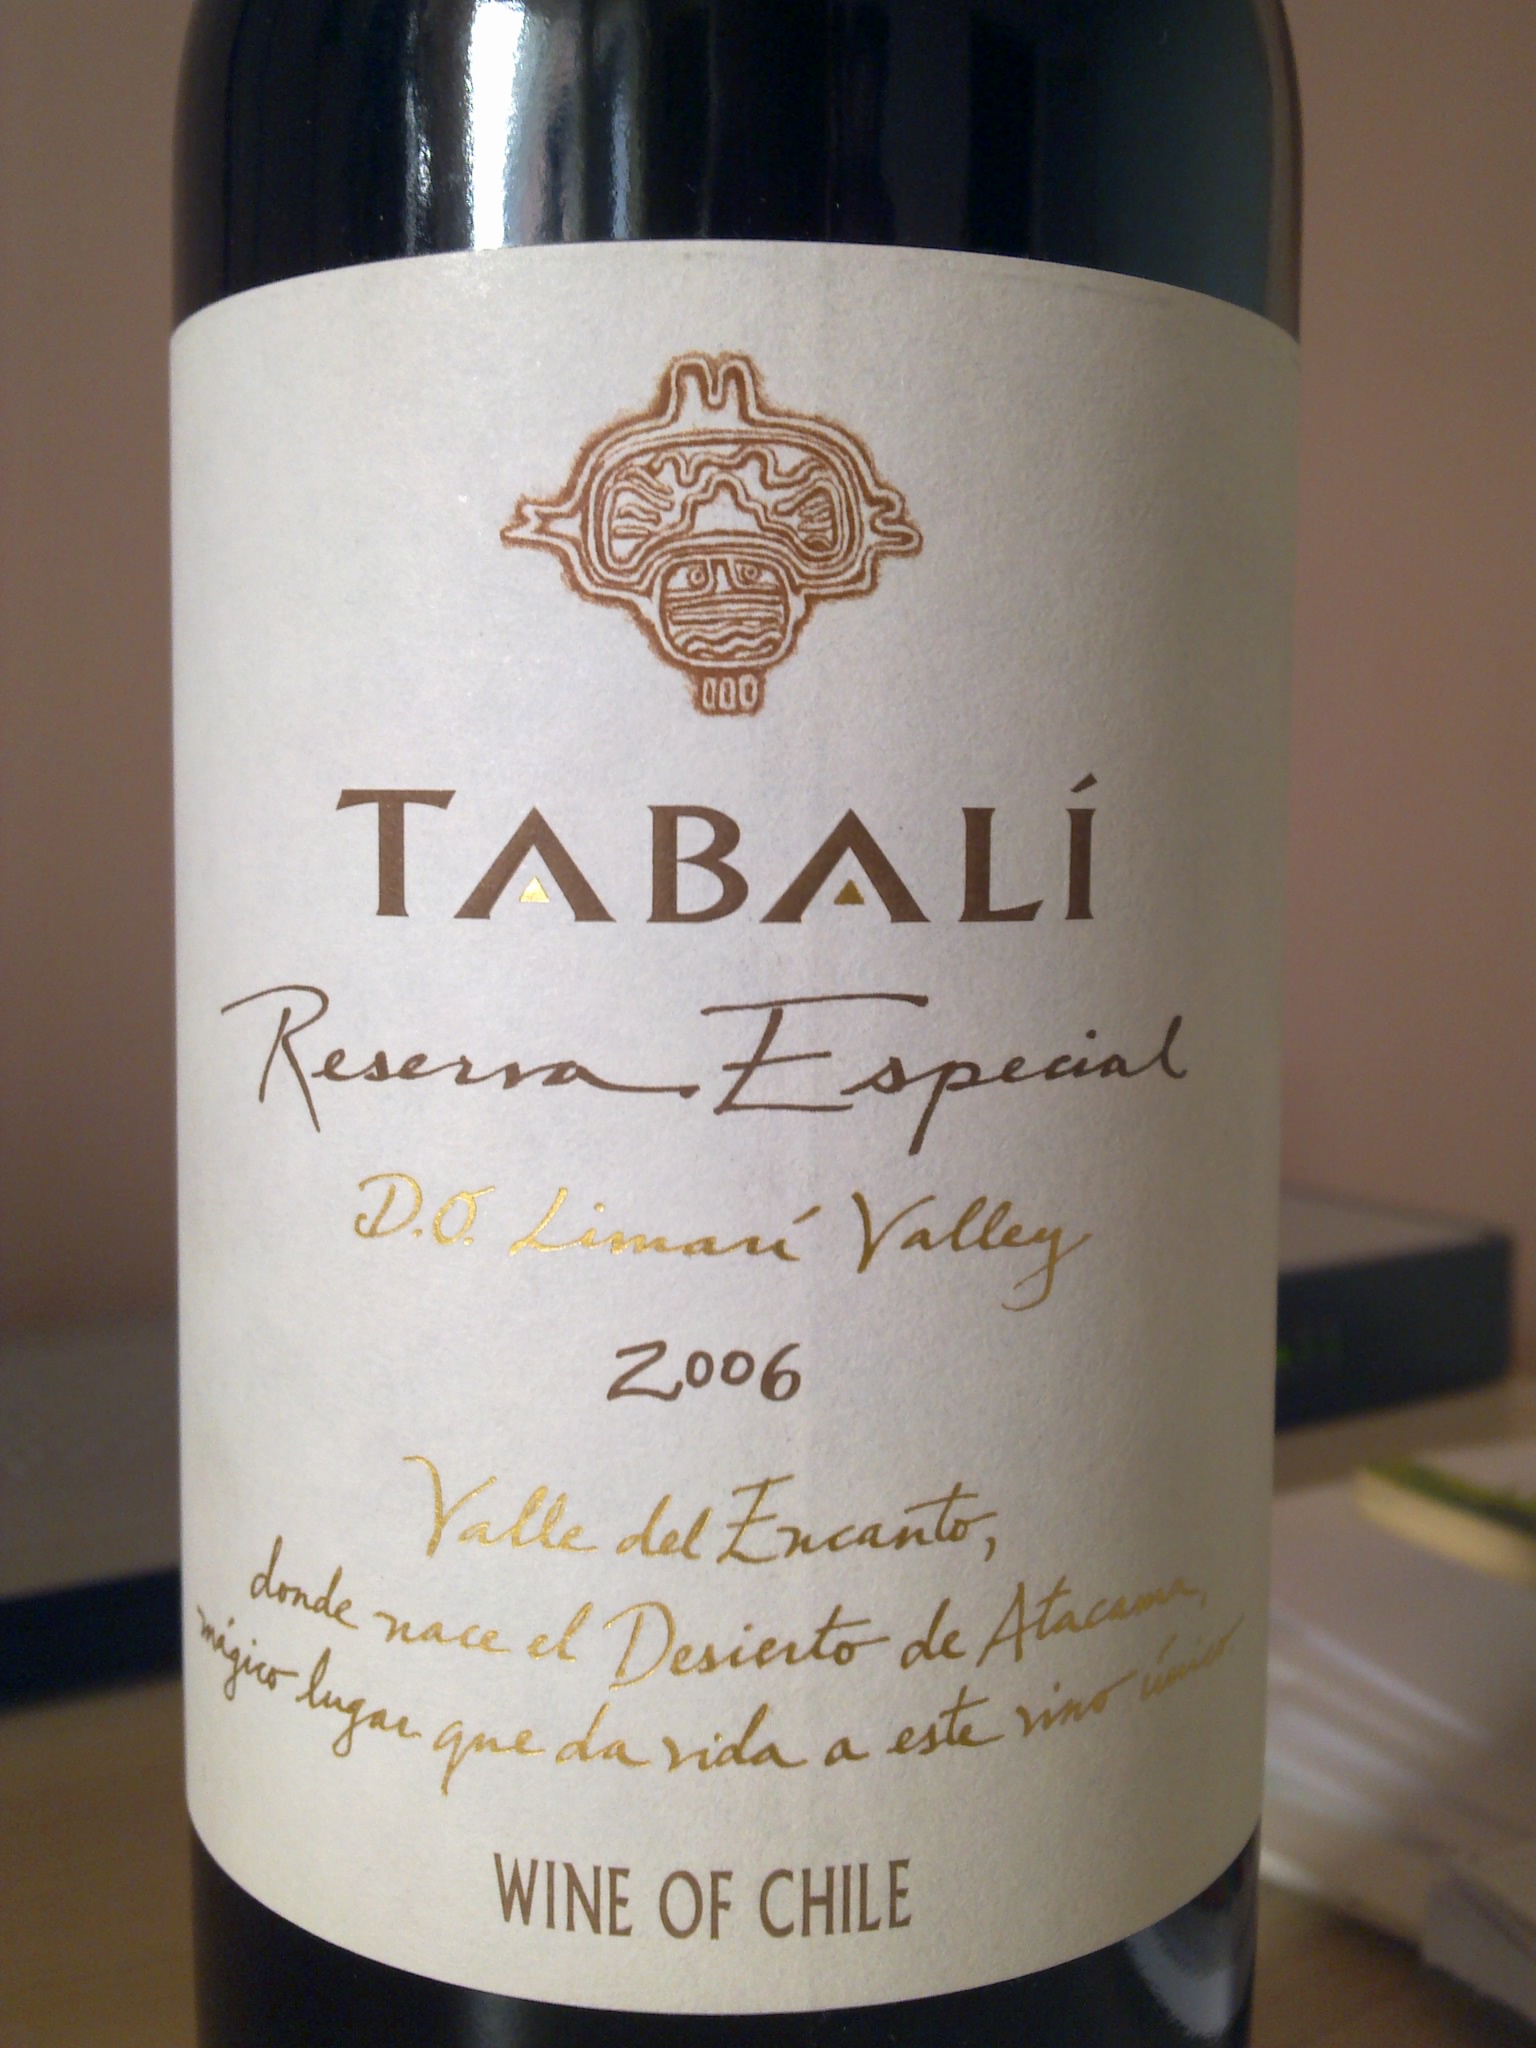 TABALÍ
Reserva Especial
D.O. Limarí Valley
2006
Valle del Encanto,
donde nace el Desierto de Atacama,
mágico lugar que da vida a este vino único
WINE OF CHILE